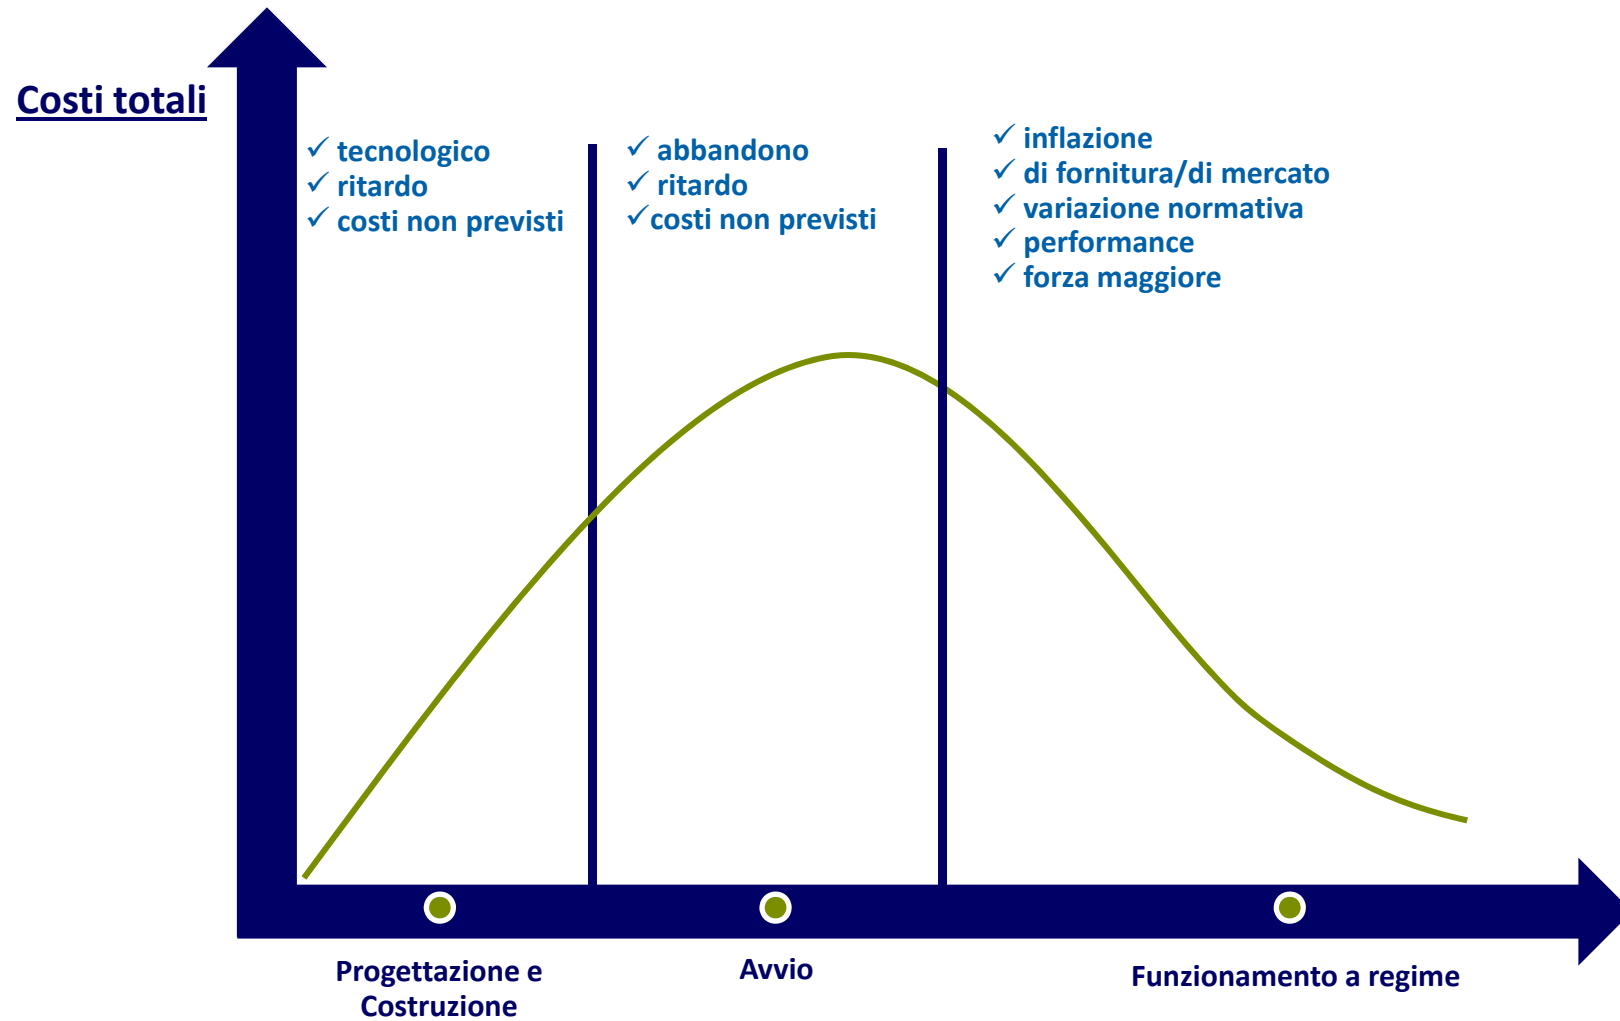 Costi totali
✓ tecnologico
✓ ritardo
✓ costi non previsti
✓ abbandono
✓ ritardo
✓ costi non previsti
✓ inflazione
✓ di fornitura/di mercato
✓ variazione normativa
✓ performance
✓ forza maggiore
Progettazione e
Costruzione
Avvio
Funzionamento a regime